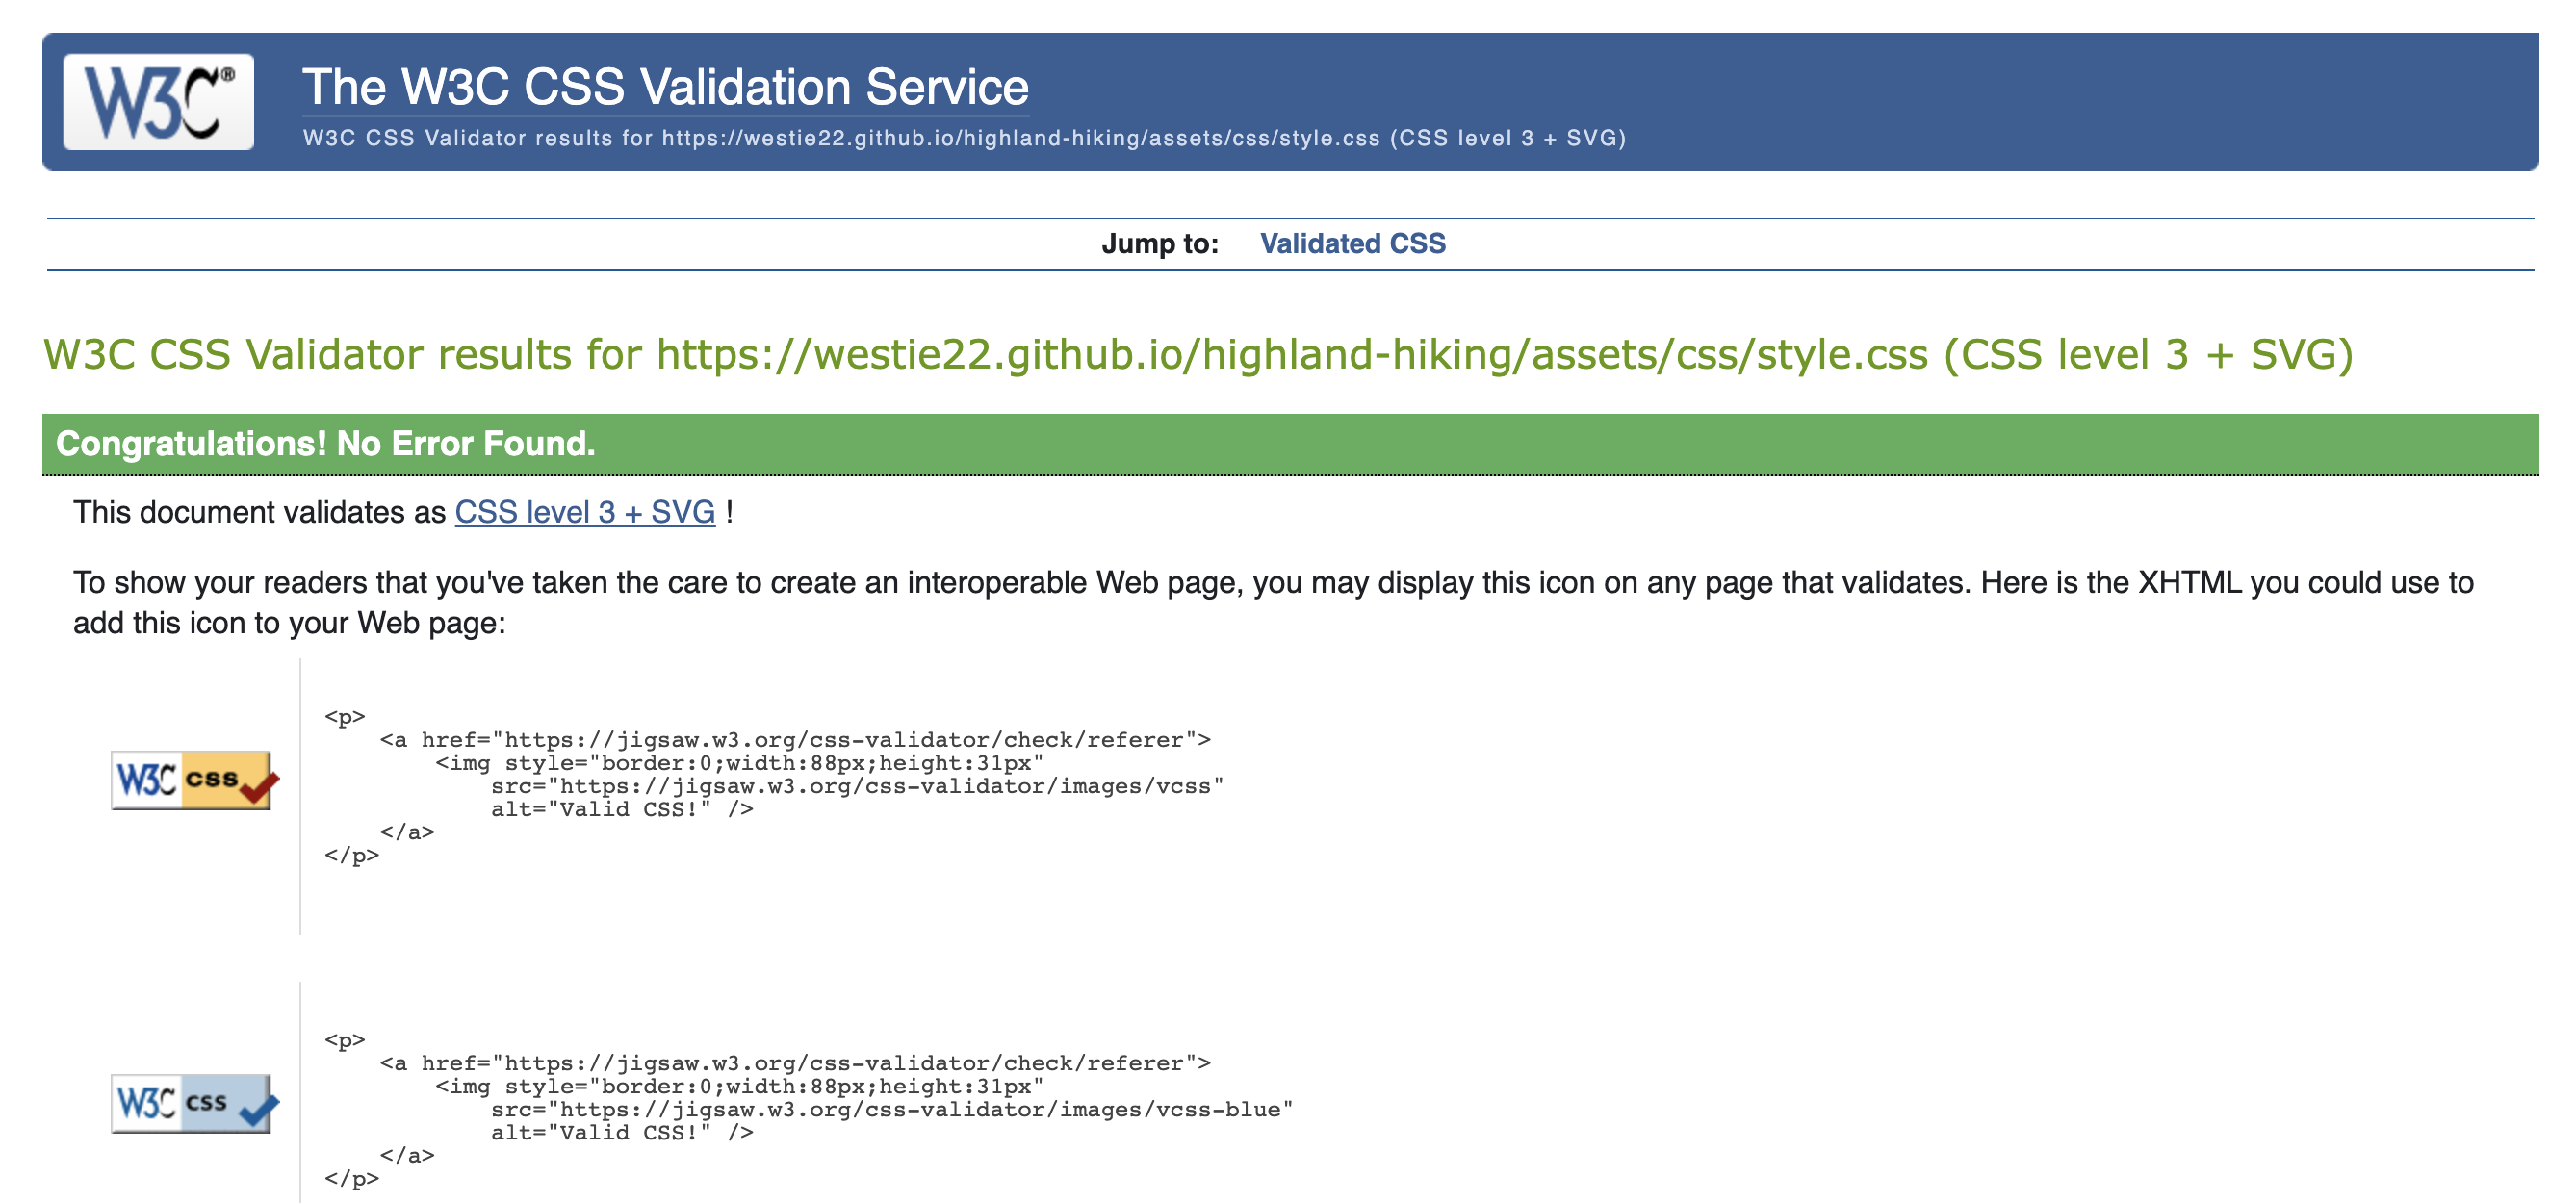 W3C®
The W3C CSS Validation Service
W3C CSS Validator results for https://westie22.github.io/highland-hiking/assets/css/style.css (CSS level 3 + SVG)
Jump to: Validated CSS
W3C CSS Validator results for https://westie22.github.io/highland-hiking/assets/css/style.css (CSS level 3 + SVG)
Congratulations! No Error Found.
This document validates as CSS level 3 + SVG !
To show your readers that you've taken the care to create an interoperable Web page, you may display this icon on any page that validates. Here is the XHTML you could use to
add this icon to your Web page:
W3C css
<p>
    <a href="https://jigsaw.w3.org/css-validator/check/referer">
        <img style="border:0;width:88px;height:31px"
            src="https://jigsaw.w3.org/css-validator/images/vcss"
            alt="Valid CSS!" />
    </a>
</p>
W3C css
<p>
    <a href="https://jigsaw.w3.org/css-validator/check/referer">
        <img style="border:0;width:88px;height:31px"
            src="https://jigsaw.w3.org/css-validator/images/vcss-blue"
            alt="Valid CSS!" />
    </a>
</p>